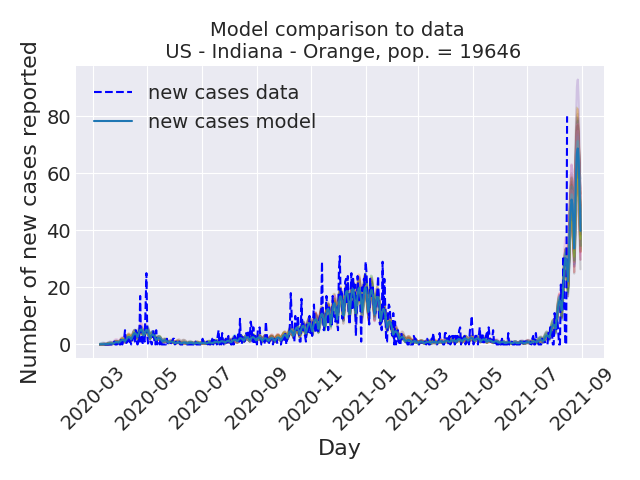 Model comparison to data
US - Indiana - Orange, pop. = 19646
Number of new cases reported
80
60
40
20
0
new cases data
new cases model
2020-03
2020-05
2020-07
2020-09
2020-11
2021-01
2021-03
2021-05
2021-07
2021-09
Day